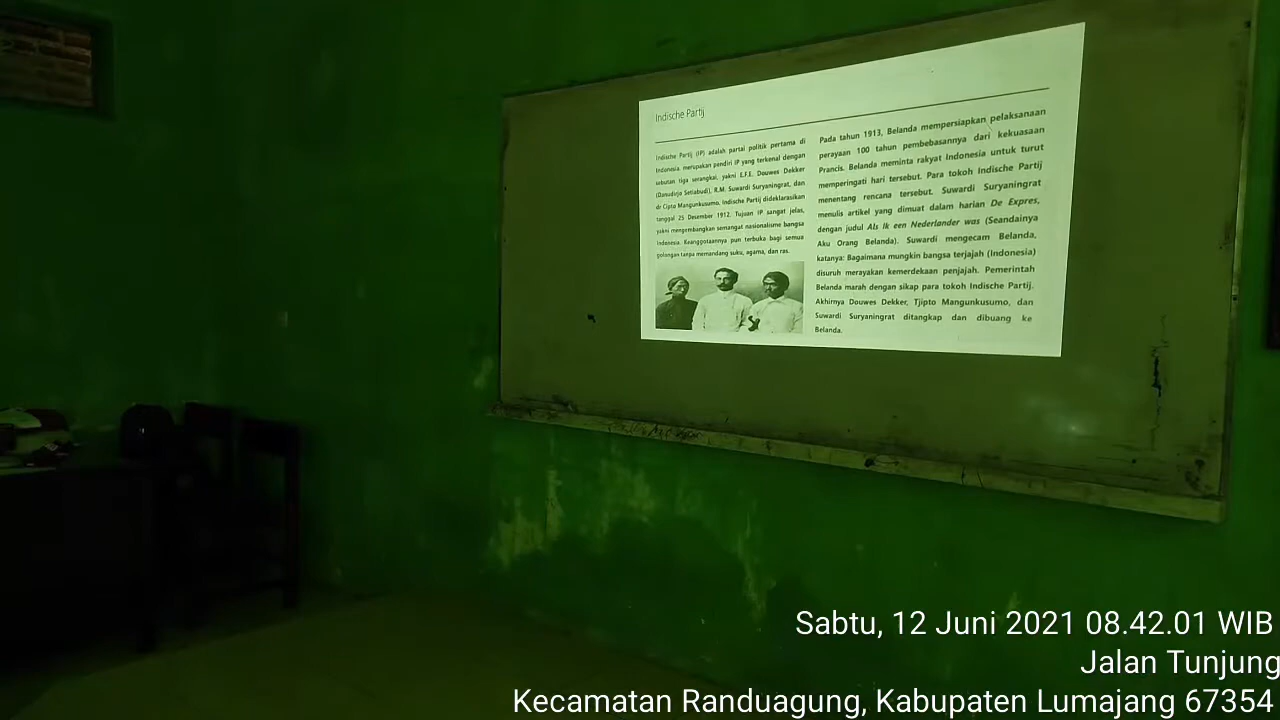 Indische Partij
Indische Partij (IP) adalah partai politik pertama di
Indonesia. merupakan pendiri IP yang terkenal dengan
sebutan tiga serangkai, yakni E.F.E. Douwes Dekker
(Danudirjo Setiabudi), R.M. Suwardi Suryaningrat, dan
dr Cipto Mangunkusumo. Indische Partij dideklarasikan
tanggal 25 Desember 1912. Tujuan IP sangat jelas,
yakni mengembangkan semangat nasionalisme bangsa
Indonesia. Keanggotaannya pun terbuka bagi semua
golongan tanpa memandang suku, agama, dan ras.
Pada tahun 1913, Belanda mempersiapkan pelaksanaan
perayaan 100 tahun pembebasannya dari kekuasaan
Prancis. Belanda meminta rakyat Indonesia untuk turut
memperingati hari tersebut. Para tokoh Indische Partij
menentang rencana tersebut. Suwardi Suryaningrat
menulis artikel yang dimuat dalam harian De Expres,
dengan judul Als Ik een Nederlander was (Seandainya
Aku Orang Belanda). Suwardi mengecam Belanda,
katanya: Bagaimana mungkin bangsa terjajah (Indonesia)
disuruh merayakan kemerdekaan penjajah. Pemerintah
Belanda marah dengan sikap para tokoh Indische Partij.
Akhirnya Douwes Dekker, Tjipto Mangunkusumo, dan
Suwardi Suryaningrat ditangkap dan dibuang ke
Belanda.
Sabtu, 12 Juni 2021 08.42.01 WIB
Jalan Tunjung
Kecamatan Randuagung, Kabupaten Lumajang 67354